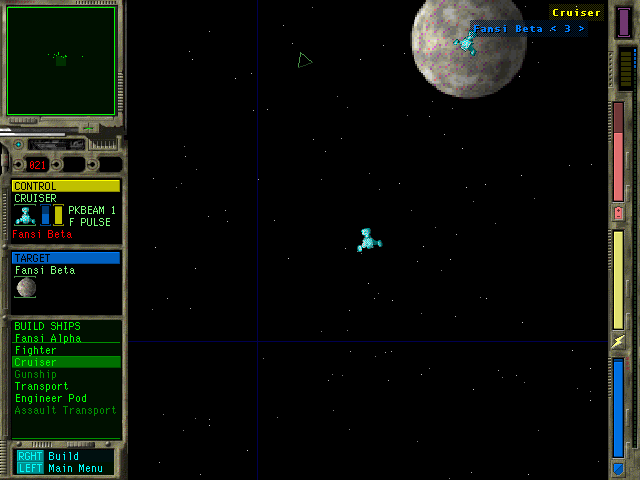 Cruiser
Fansi Beta < 3 >
021
CONTROL
CRUISER
PKBEAM 1
F PULSE
Fansi Beta
TARGET
Fansi Beta
BUILD SHIPS
Fansi Alpha
Fighter
Cruiser
Gunship
Transport
Engineer Pod
Assault Transport
RGHT Build
LEFT Main Menu